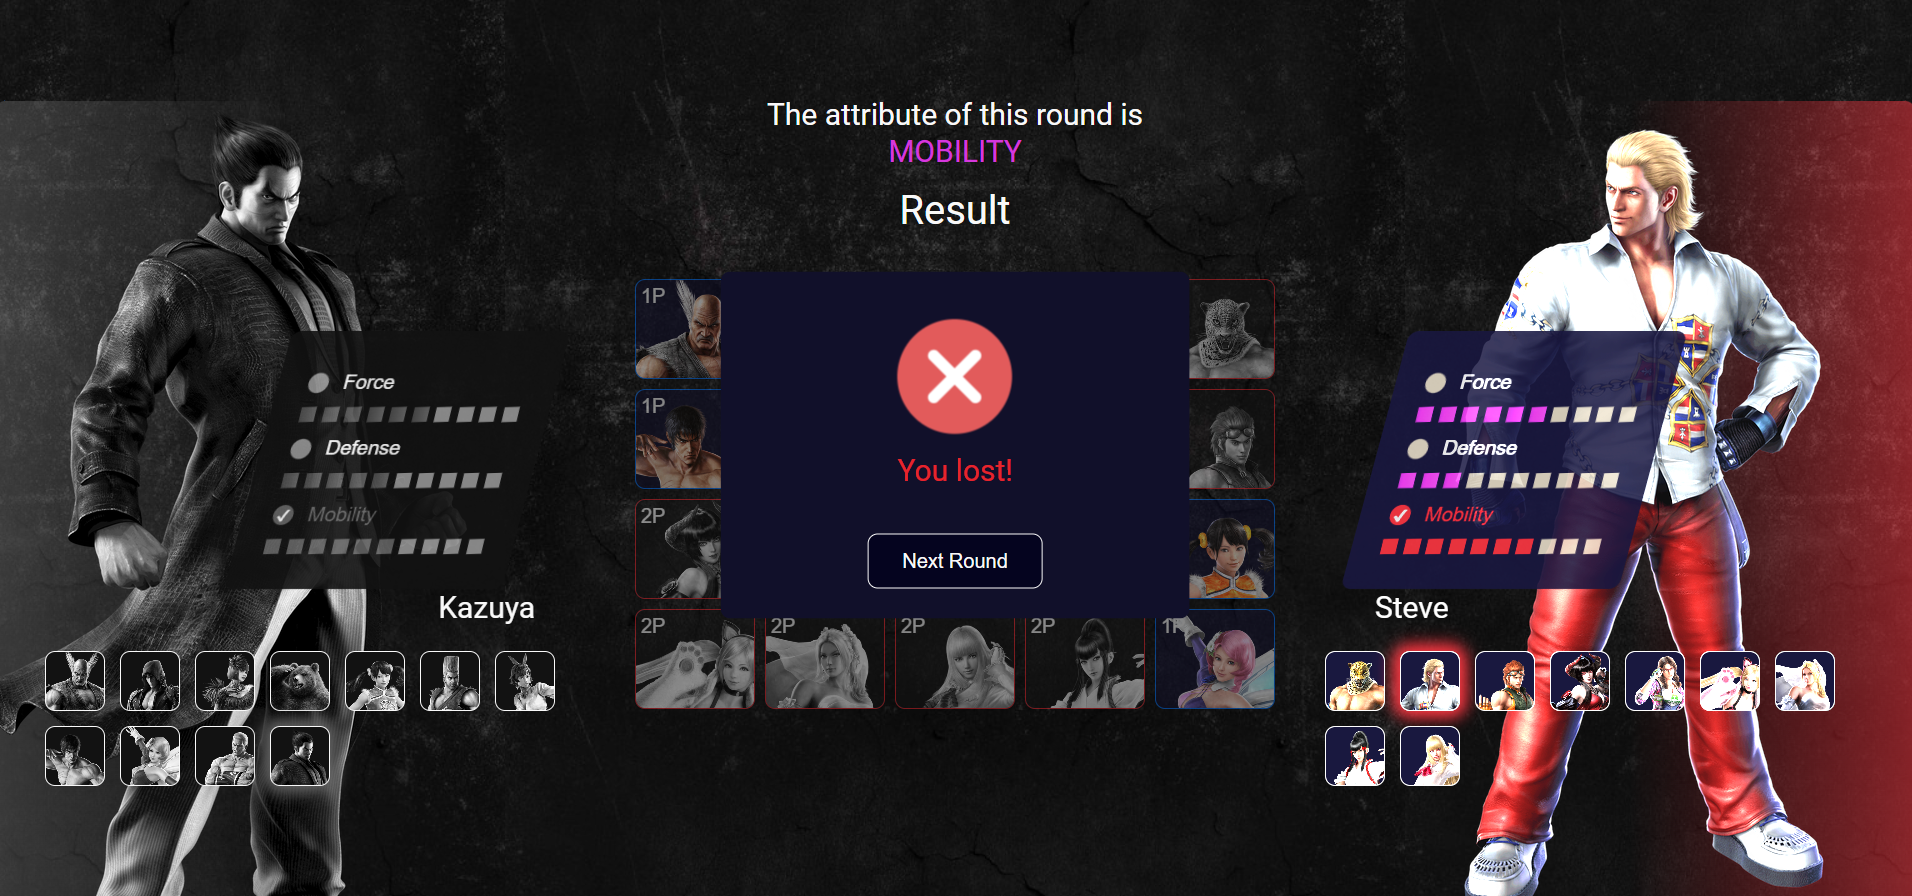 The attribute of this round is
MOBILITY
Result
1P
1P
2P
2P
2P
2P
2P
1P
You lost!
Next Round
Force
Defense
Mobility
Kazuya
Force
Defense
Mobility
Steve